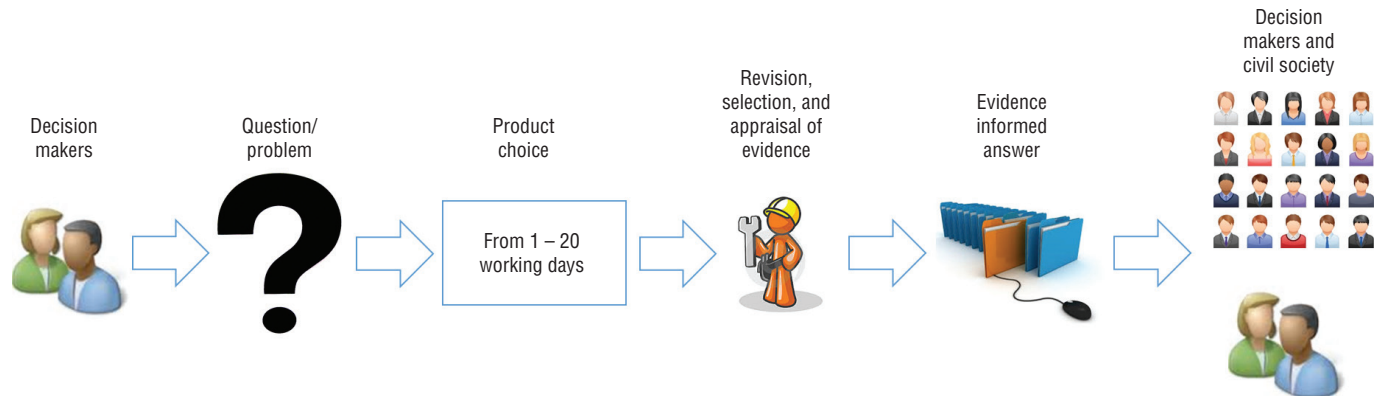 Decision
makers
Question/
problem
Product
choice
From 1 – 20
working days
Revision,
selection, and
appraisal of
evidence
Evidence
informed
answer
Decision
makers and
civil society